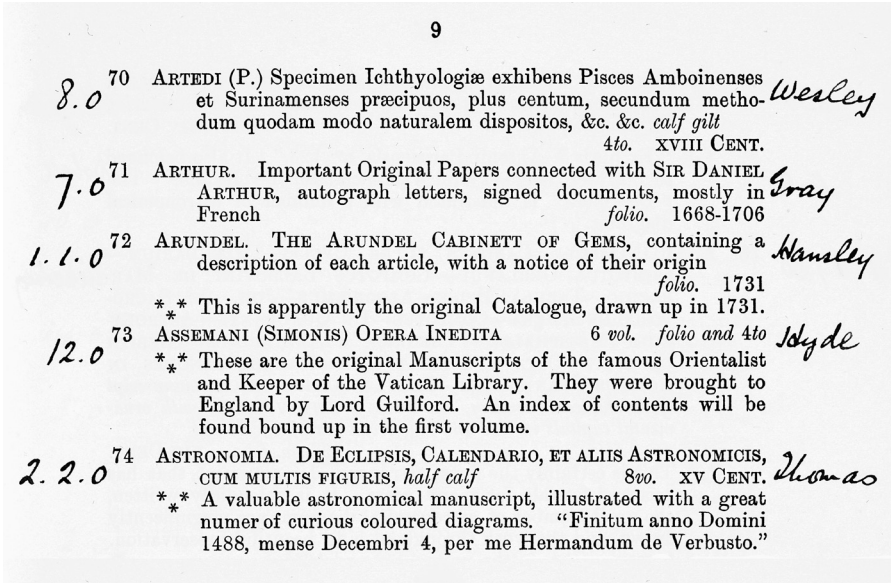 9
8.0 70 ARTEDI (P.) Specimen Ichthyologiæ exhibens Pisces Amboinenses Wesley
et Surinamenses præcipuos, plus centum, secundum metho-
dum quodam modo naturalem dispositos, &c. &c. calf gilt
4to. XVIII CENT.
7.0 71 ARTHUR. Important Original Papers connected with SIR DANIEL Gray
ARTHUR, autograph letters, signed documents, mostly in
French folio. 1668-1706
1.1.0 72 ARUNDEL. THE ARUNDEL CABINETT OF GEMS, containing a Hansley
description of each article, with a notice of their origin
folio. 1731
*** This is apparently the original Catalogue, drawn up in 1731.
12.0 73 ASSEMANI (SIMONIS) OPERA INEDITA 6 vol. folio and 4to Hyde
*** These are the original Manuscripts of the famous Orientalist
and Keeper of the Vatican Library. They were brought to
England by Lord Guilford. An index of contents will be
found bound up in the first volume.
2.2.0 74 ASTRONOMIA. DE ECLIPSIS, CALENDARIO, ET ALIIS ASTRONOMICIS, Thomas
CUM MULTIS FIGURIS, half calf 8vo. XV CENT.
*** A valuable astronomical manuscript, illustrated with a great
numer of curious coloured diagrams. "Finitum anno Domini
1488, mense Decembri 4, per me Hermandum de Verbusto."